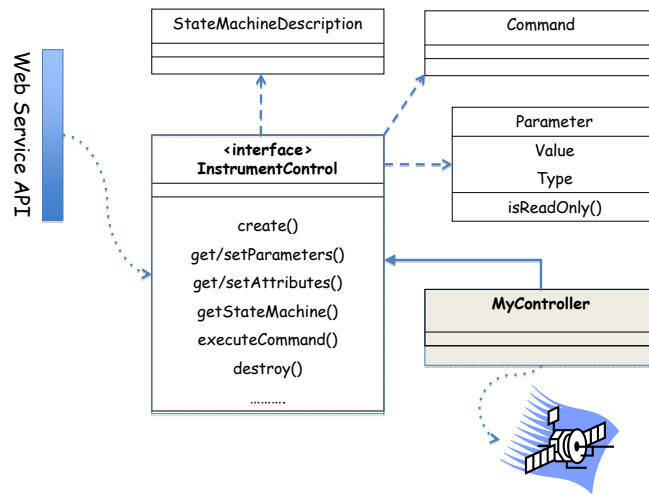 StateMachineDescription
Command
Web Service API
<interface>
InstrumentControl
create()
get/setParameters()
get/setAttributes()
getStateMachine()
executeCommand()
destroy()
……….
Parameter
Value
Type
isReadOnly()
MyController